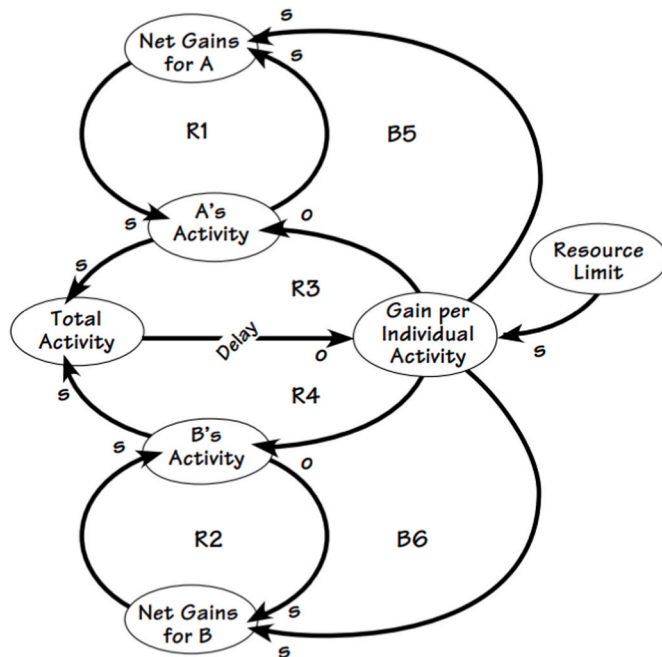 s
Net Gains
for A
s
R1
B5
s
A's
Activity
o
s
R3
Resource
Limit
Total
Activity
Delay
o
Gain per
Individual
Activity
s
s
R4
s
B's
Activity
o
R2
B6
s
Net Gains
for B
s